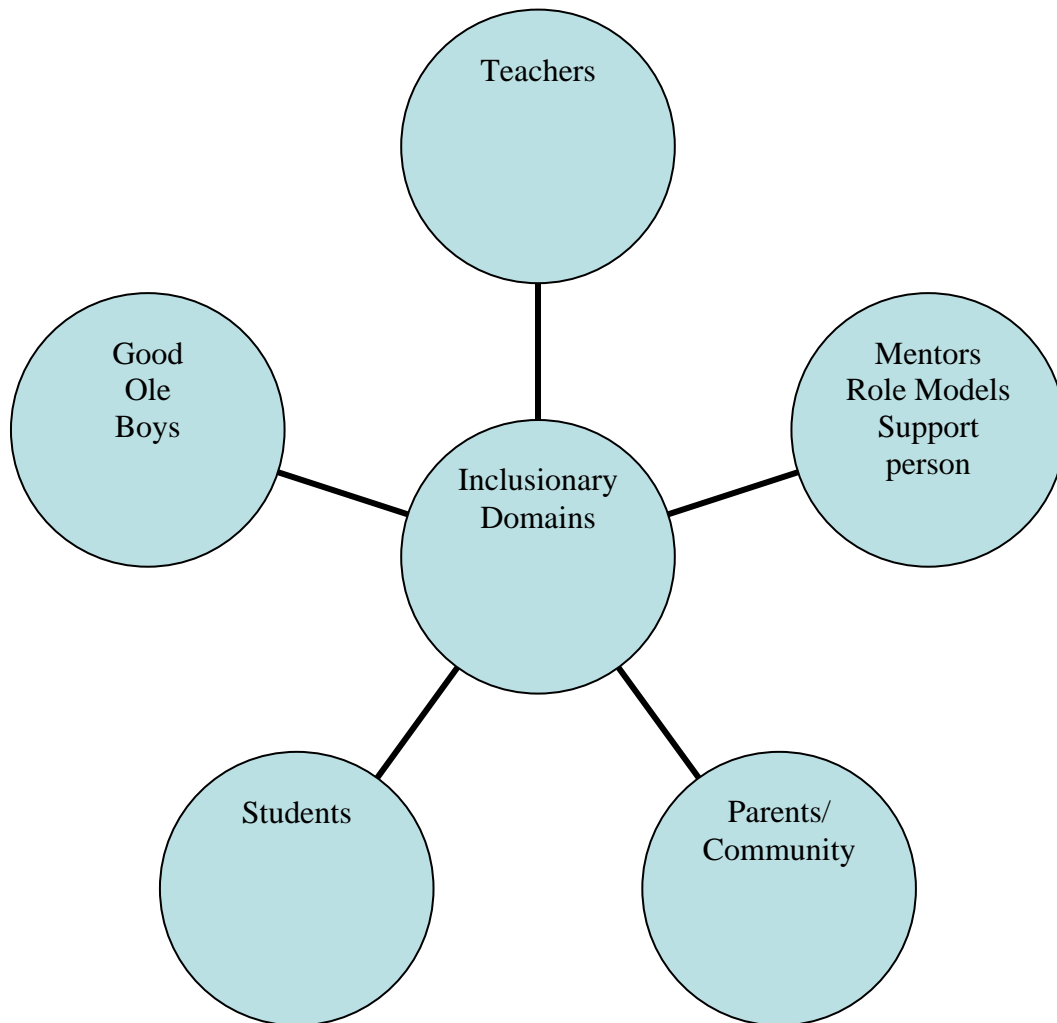 Teachers
Good
Ole
Boys
Mentors
Role Models
Support
person
Inclusionary
Domains
Students
Parents/
Community